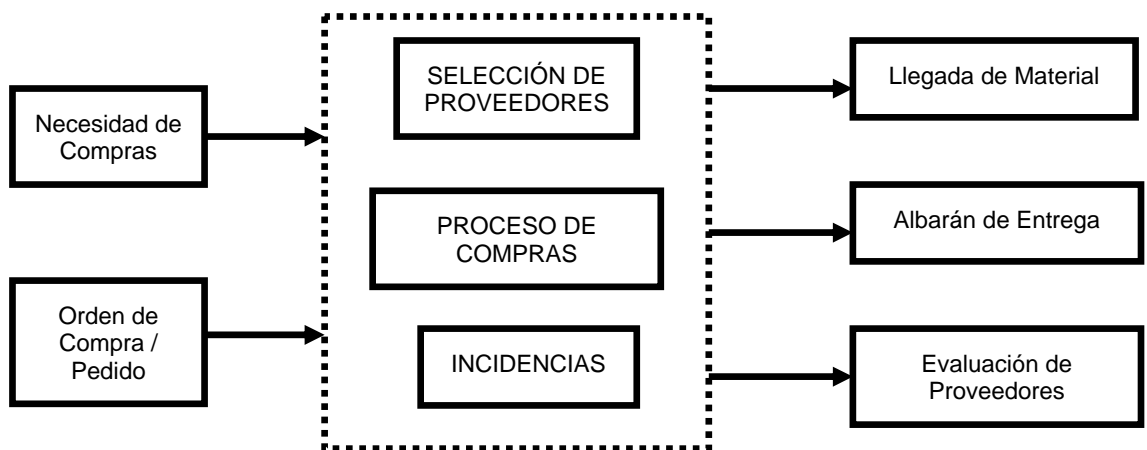 Necesidad de
Compras
Orden de
Compra /
Pedido
SELECCIÓN DE
PROVEEDORES
PROCESO DE
COMPRAS
INCIDENCIAS
Llegada de Material
Albarán de Entrega
Evaluación de
Proveedores